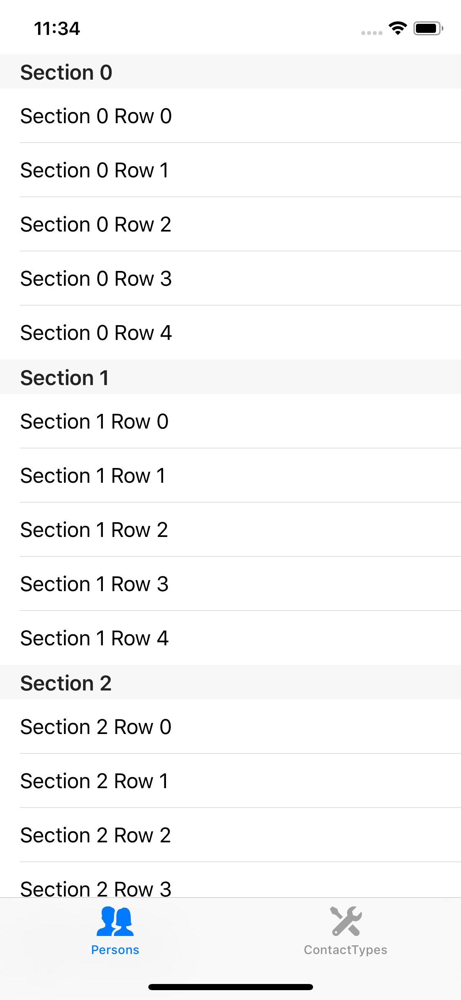 11:34
Section 0
Section 0 Row 0
Section 0 Row 1
Section 0 Row 2
Section 0 Row 3
Section 0 Row 4
Section 1
Section 1 Row 0
Section 1 Row 1
Section 1 Row 2
Section 1 Row 3
Section 1 Row 4
Section 2
Section 2 Row 0
Section 2 Row 1
Section 2 Row 2
Section 2 Row 3
Persons ContactTypes